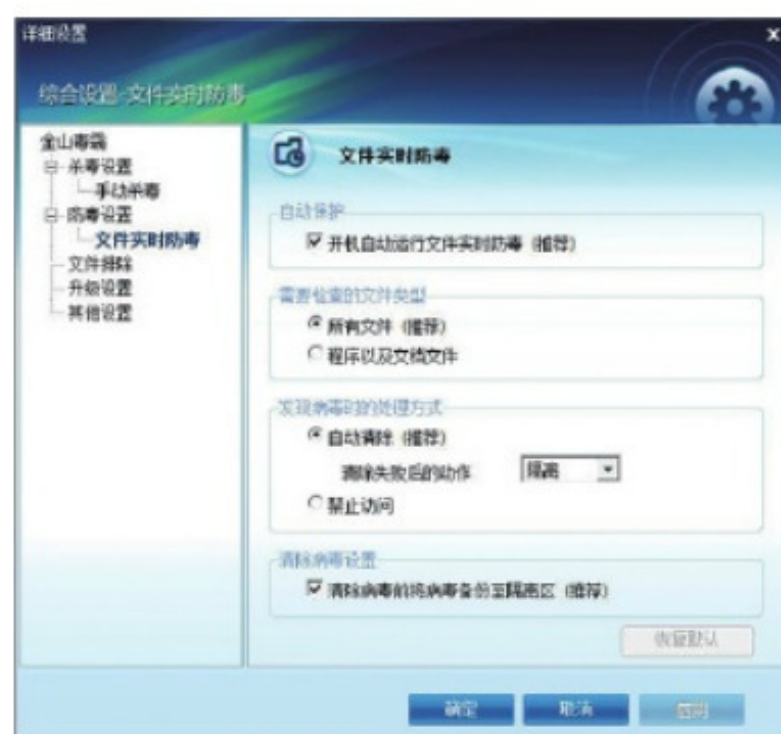 详细设置
综合设置-文件实时防毒
金山毒霸
杀毒设置
手动杀毒
防毒设置
文件实时防毒
文件排除
升级设置
其他设置
文件实时防毒
自动保护
开机自动运行文件实时防毒 (推荐)
需要检查的文件类型
所有文件 (推荐)
程序以及文档文件
发现病毒时的处理方式
自动清除 (推荐)
清除失败后的动作 隔离
禁止访问
清除病毒设置
清除病毒前将病毒备份至隔离区 (推荐)
恢复默认
确定 取消 应用